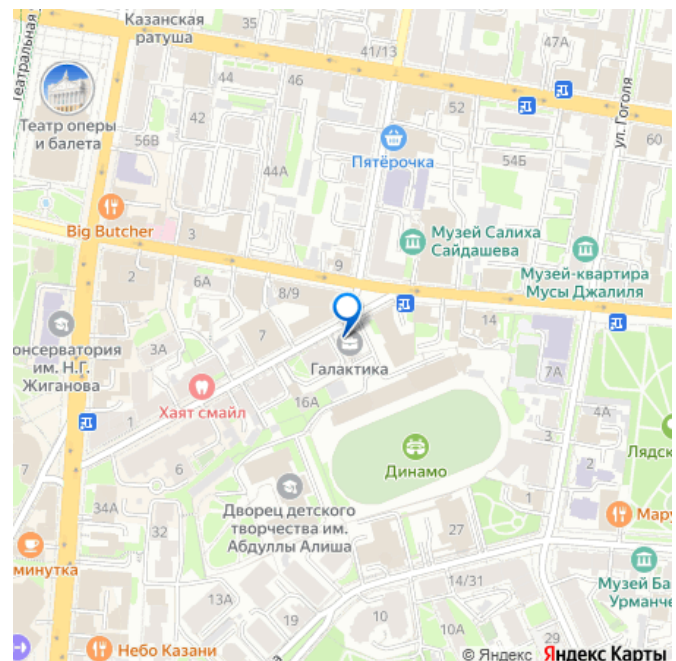 Казанская
ратуша
35
41/13
47А
еатральная
44
46
52
ул. Гоголя
60
Театр оперы
и балета
42
56В
44А
Пятёрочка
54Б
Big Butcher
3
Музей Салиха
Сайдашева
9
Музей-квартира
Мусы Джалиля
2
6А
8/9
14
онсерватория
им. Н.Г.
Жиганова
3А
7
Галактика
7А
Хаят смайл
16А
4А
1
3
Лядск
7
6
Динамо
2
Дворец детского
творчества им.
Абдуллы Алиша
34А
32
1
Мару
27
минутка
14/31
Музей Ба
Урманче
13А
19
10
10А
29
Небо Казани
© Яндекс Яндекс Карты